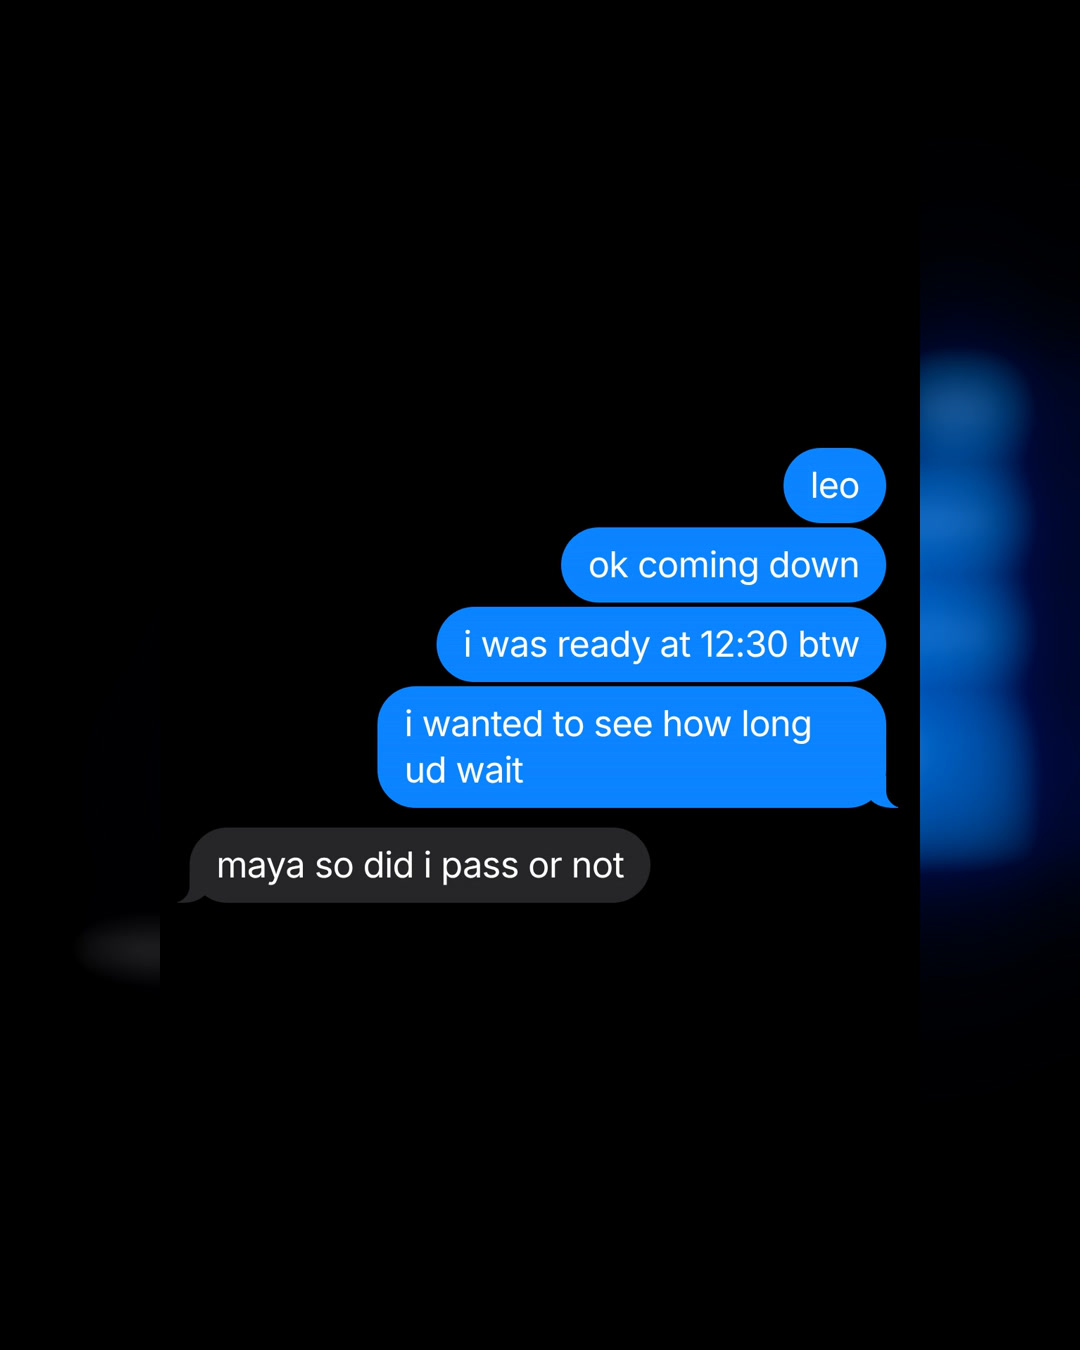 leo
ok coming down
i was ready at 12:30 btw
i wanted to see how long
ud wait
maya so did i pass or not